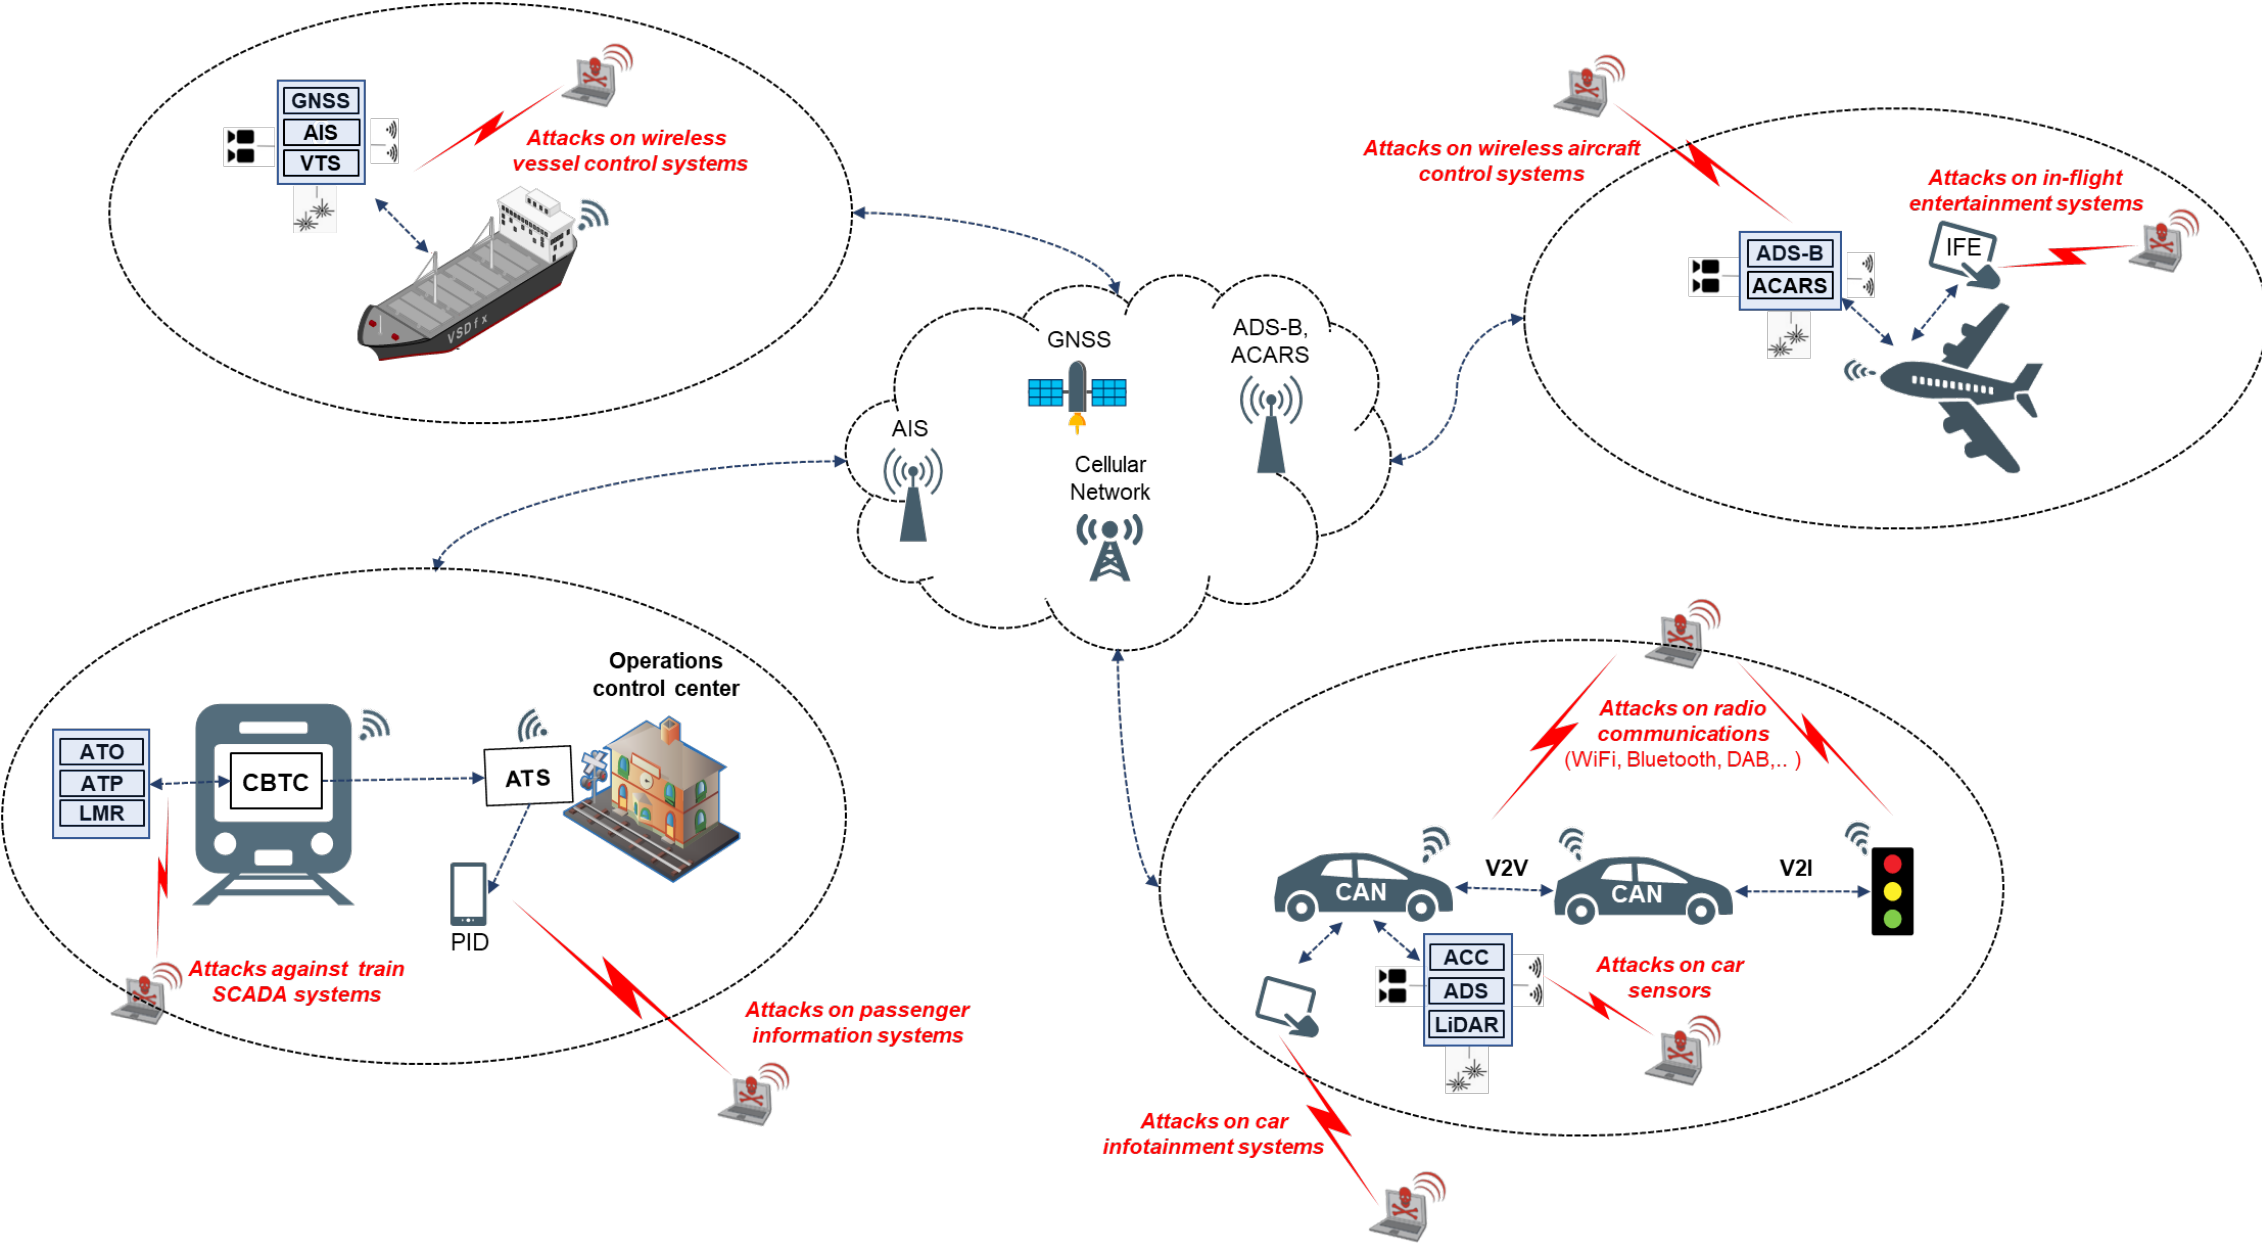 GNSS
AIS
VTS
Attacks on wireless
vessel control systems
VSDfx
Attacks on wireless aircraft
control systems
Attacks on in-flight
entertainment systems
IFE
ADS-B
ACARS
GNSS
ADS-B,
ACARS
AIS
Cellular
Network
Operations
control center
ATO
ATP
LMR
CBTC
ATS
PID
Attacks against train
SCADA systems
Attacks on passenger
information systems
Attacks on radio
communications
(WiFi, Bluetooth, DAB,.. )
CAN
V2V
CAN
V2I
ACC
ADS
LiDAR
Attacks on car
sensors
Attacks on car
infotainment systems